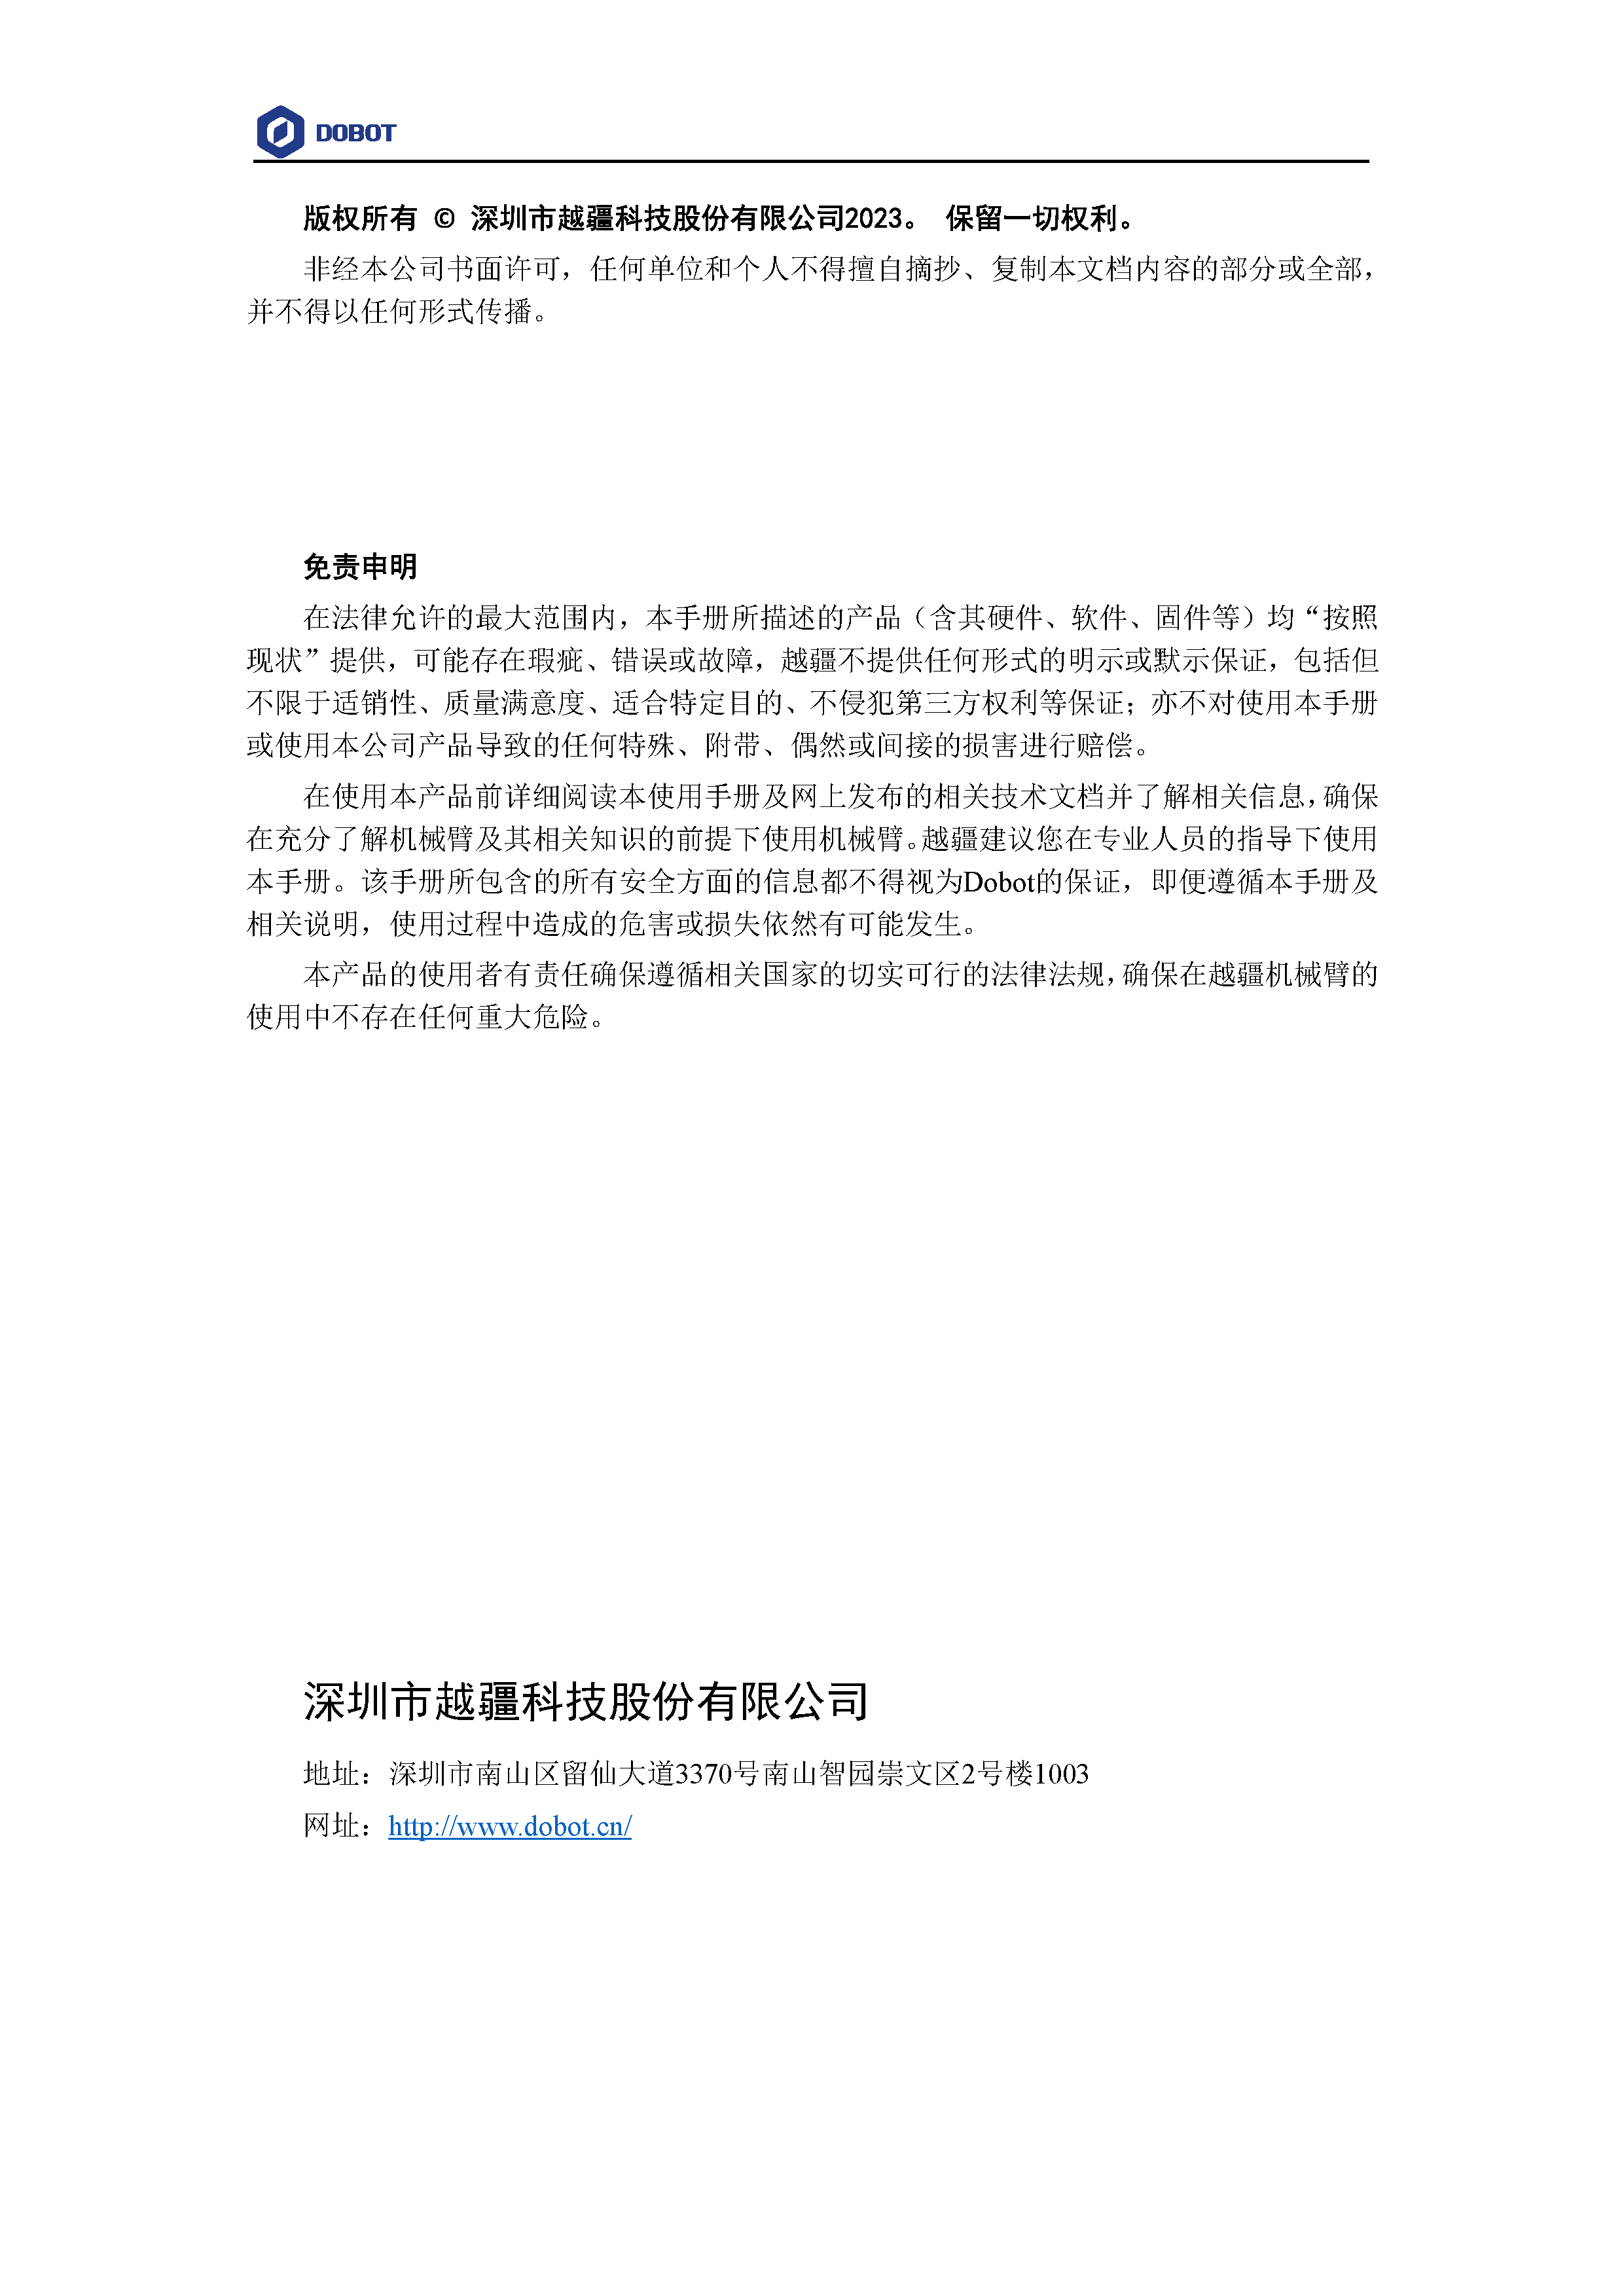 DOBOT
版权所有 © 深圳市越疆科技股份有限公司2023。 保留一切权利。
非经本公司书面许可，任何单位和个人不得擅自摘抄、复制本文档内容的部分或全部，
并不得以任何形式传播。
免责申明
在法律允许的最大范围内，本手册所描述的产品（含其硬件、软件、固件等）均“按照
现状”提供，可能存在瑕疵、错误或故障，越疆不提供任何形式的明示或默示保证，包括但
不限于适销性、质量满意度、适合特定目的、不侵犯第三方权利等保证；亦不对使用本手册
或使用本公司产品导致的任何特殊、附带、偶然或间接的损害进行赔偿。
在使用本产品前详细阅读本使用手册及网上发布的相关技术文档并了解相关信息，确保
在充分了解机械臂及其相关知识的前提下使用机械臂。越疆建议您在专业人员的指导下使用
本手册。该手册所包含的所有安全方面的信息都不得视为Dobot的保证，即便遵循本手册及
相关说明，使用过程中造成的危害或损失依然有可能发生。
本产品的使用者有责任确保遵循相关国家的切实可行的法律法规，确保在越疆机械臂的
使用中不存在任何重大危险。
深圳市越疆科技股份有限公司
地址：深圳市南山区留仙大道3370号南山智园崇文区2号楼1003
网址：http://www.dobot.cn/